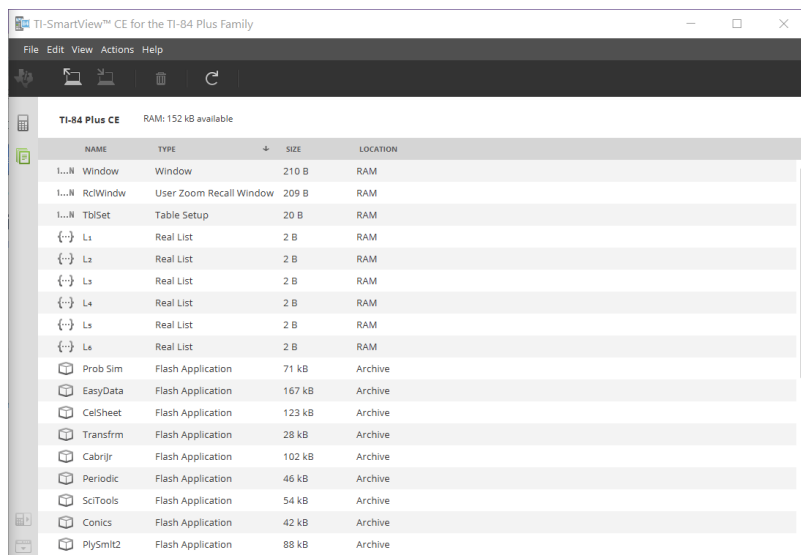 TI-SmartView™ CE for the TI-84 Plus Family
File Edit View Actions Help
TI-84 Plus CE RAM: 152 kB available
NAME TYPE SIZE LOCATION
1...N Window Window 210 B RAM
1...N RclWindw User Zoom Recall Window 209 B RAM
1...N TblSet Table Setup 20 B RAM
{...} L₁ Real List 2 B RAM
{...} L₂ Real List 2 B RAM
{...} L₃ Real List 2 B RAM
{...} L₄ Real List 2 B RAM
{...} L₅ Real List 2 B RAM
{...} L₆ Real List 2 B RAM
Prob Sim Flash Application 71 kB Archive
EasyData Flash Application 167 kB Archive
CelSheet Flash Application 123 kB Archive
Transfrm Flash Application 28 kB Archive
CabriJr Flash Application 102 kB Archive
Periodic Flash Application 46 kB Archive
SciTools Flash Application 54 kB Archive
Conics Flash Application 42 kB Archive
PlySmlt2 Flash Application 88 kB Archive